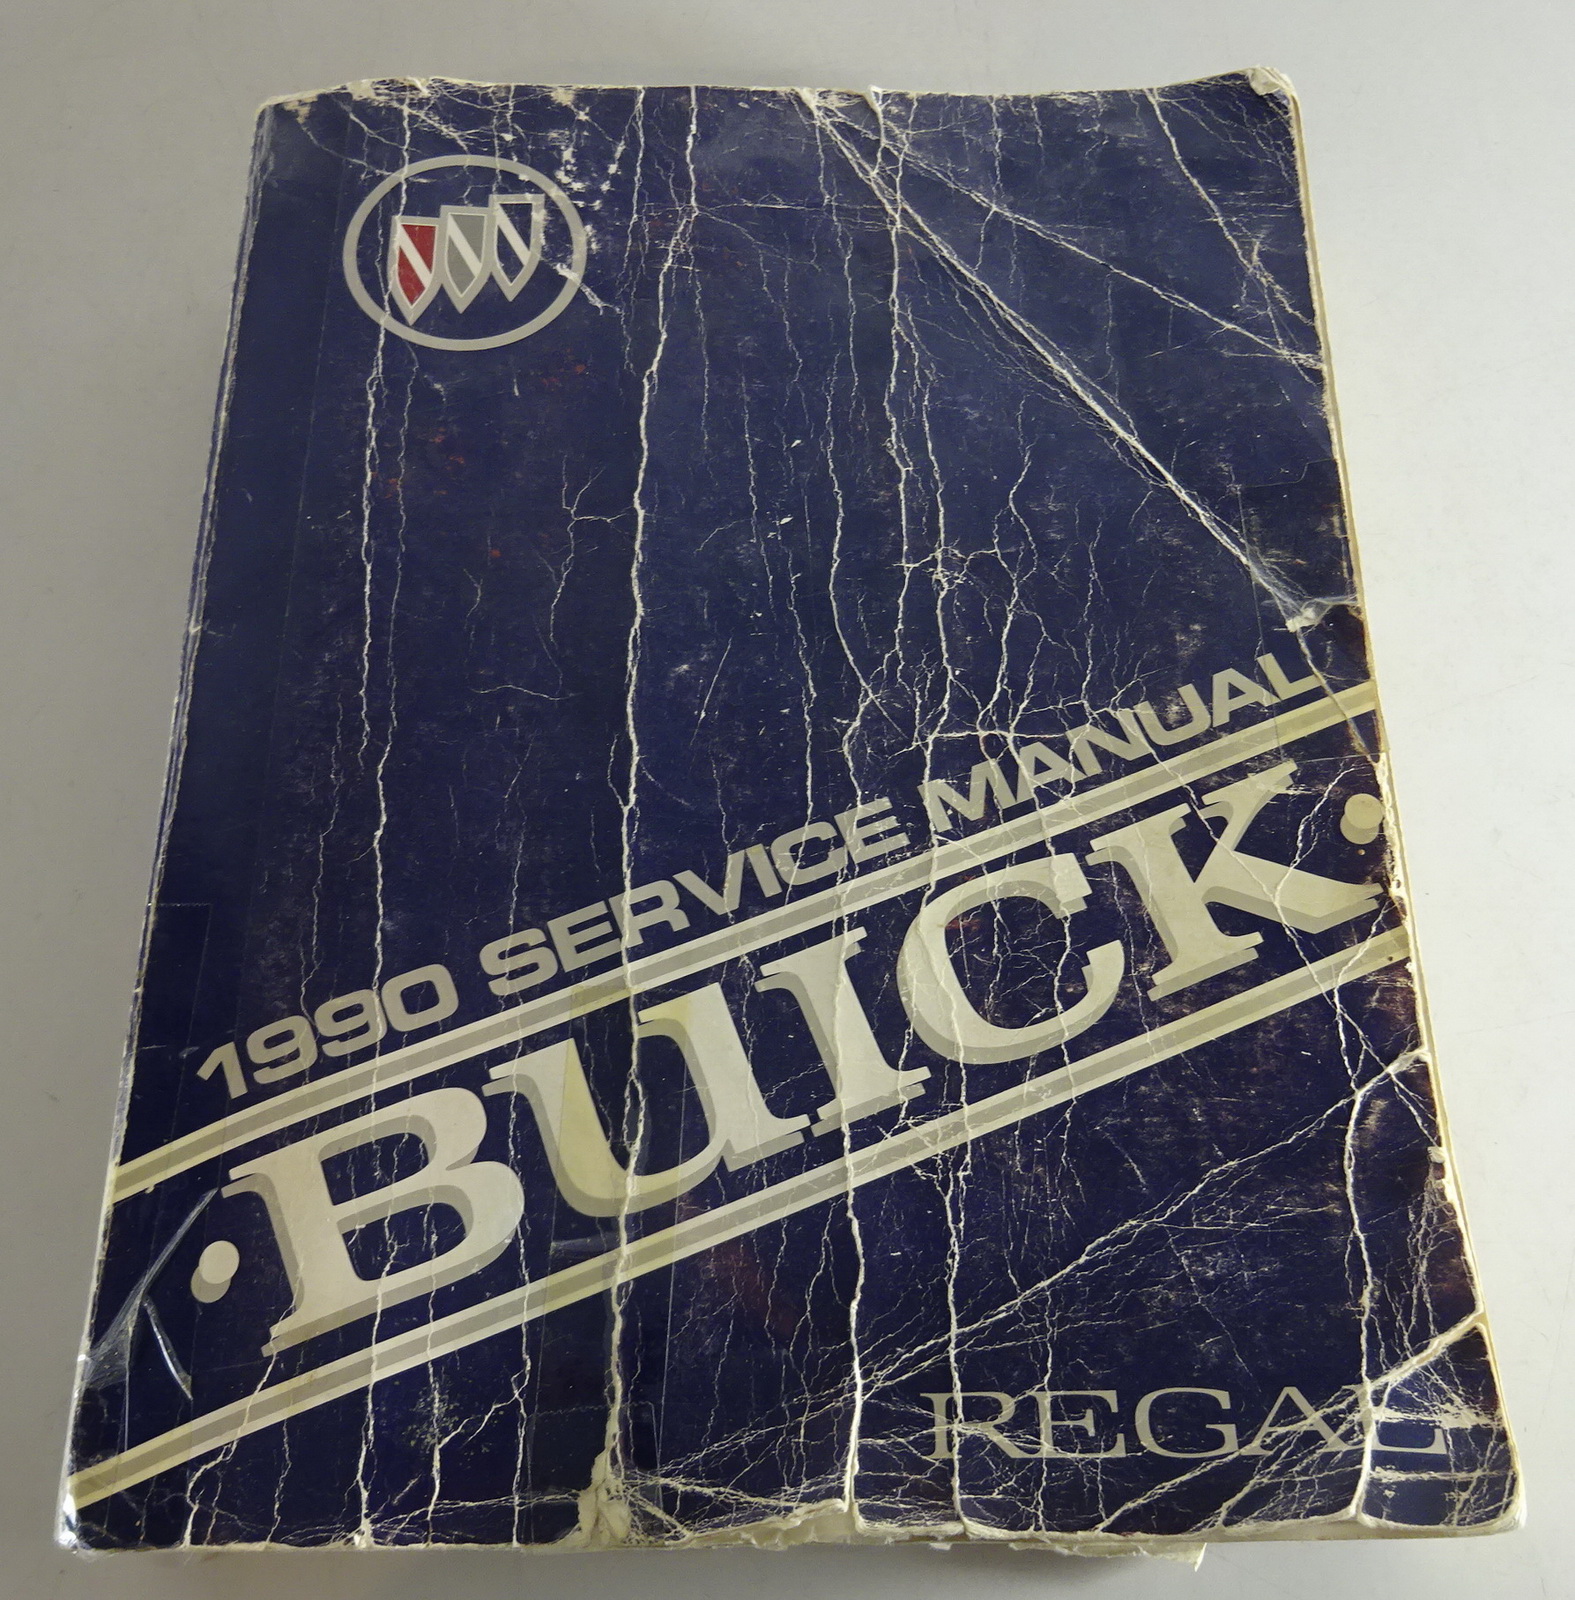 1990 SERVICE MANUAL
•BUICK•
REGAL